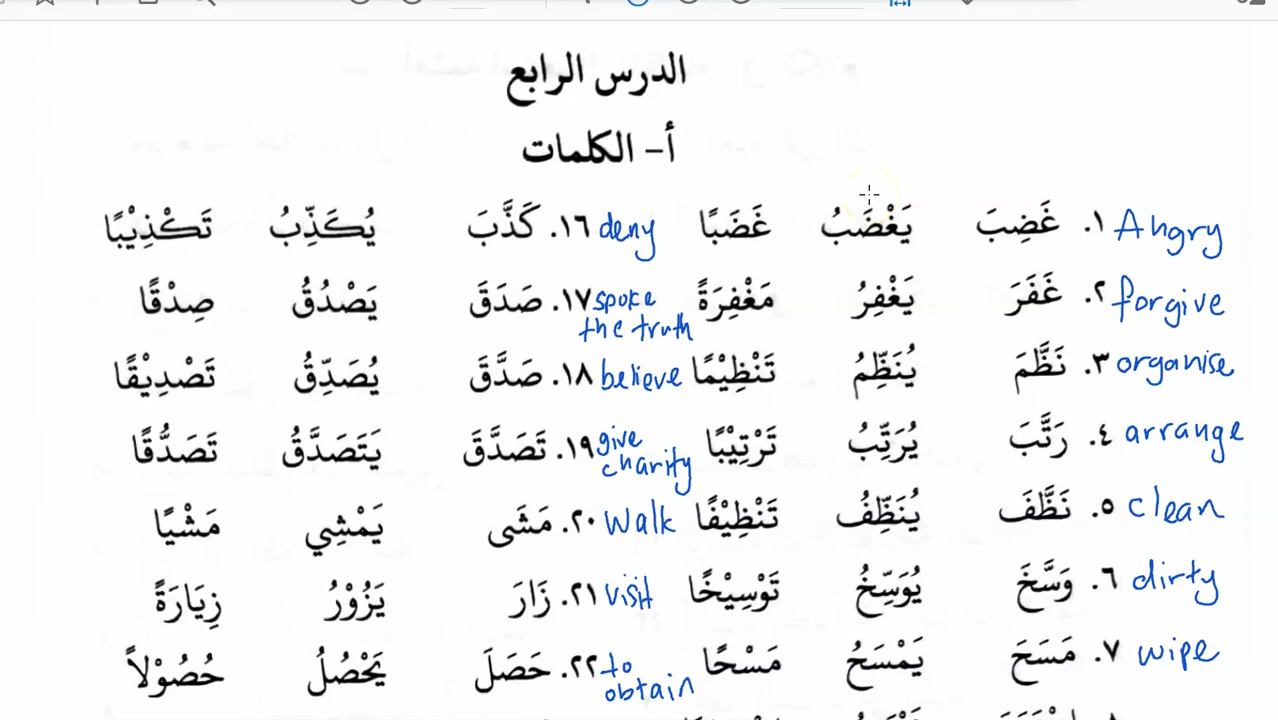 الدرس الرابع
أ- الكلمات
Angry ١. غَضِبَ يَغْضَبُ غَضَبًا deny ١٦. كَذَّبَ يُكَذِّبُ تَكْذِيْبًا
forgive ٢. غَفَرَ يَغْفِرُ مَغْفِرَةً spoke the truth ١٧. صَدَقَ يَصْدُقُ صِدْقًا
organise ٣. نَظَّمَ يُنَظِّمُ تَنْظِيْمًا believe ١٨. صَدَّقَ يُصَدِّقُ تَصْدِيْقًا
arrange ٤. رَتَّبَ يُرَتِّبُ تَرْتِيْبًا give charity ١٩. تَصَدَّقَ يَتَصَدَّقُ تَصَدُّقًا
clean ٥. نَظَّفَ يُنَظِّفُ تَنْظِيْفًا walk ٢٠. مَشَى يَمْشِي مَشْيًا
dirty ٦. وَسَّخَ يُوَسِّخُ تَوْسِيْخًا visit ٢١. زَارَ يَزُوْرُ زِيَارَةً
wipe ٧. مَسَحَ يَمْسَحُ مَسْحًا to obtain ٢٢. حَصَلَ يَحْصُلُ حُصُوْلاً